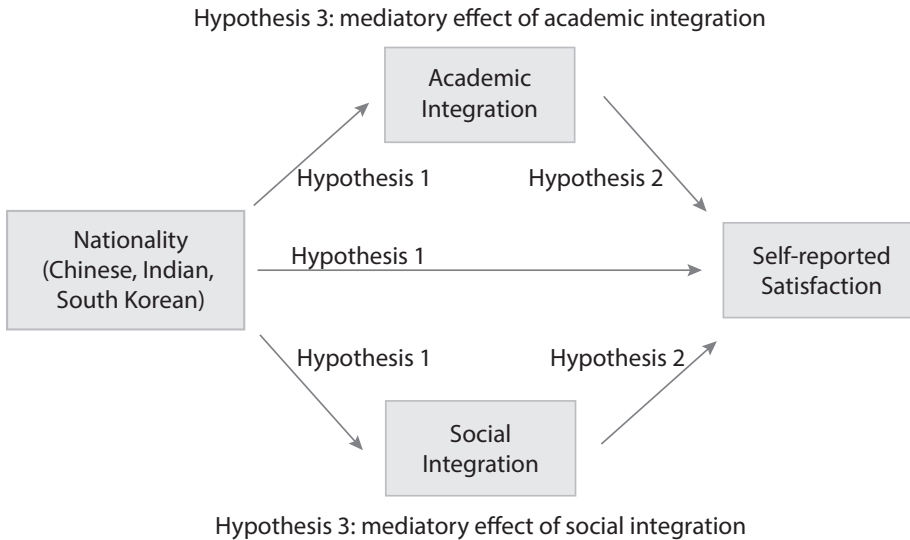 Hypothesis 3: mediatory effect of academic integration
Academic
Integration
Hypothesis 1
Hypothesis 2
Nationality
(Chinese, Indian,
South Korean)
Hypothesis 1
Self-reported
Satisfaction
Hypothesis 1
Hypothesis 2
Social
Integration
Hypothesis 3: mediatory effect of social integration